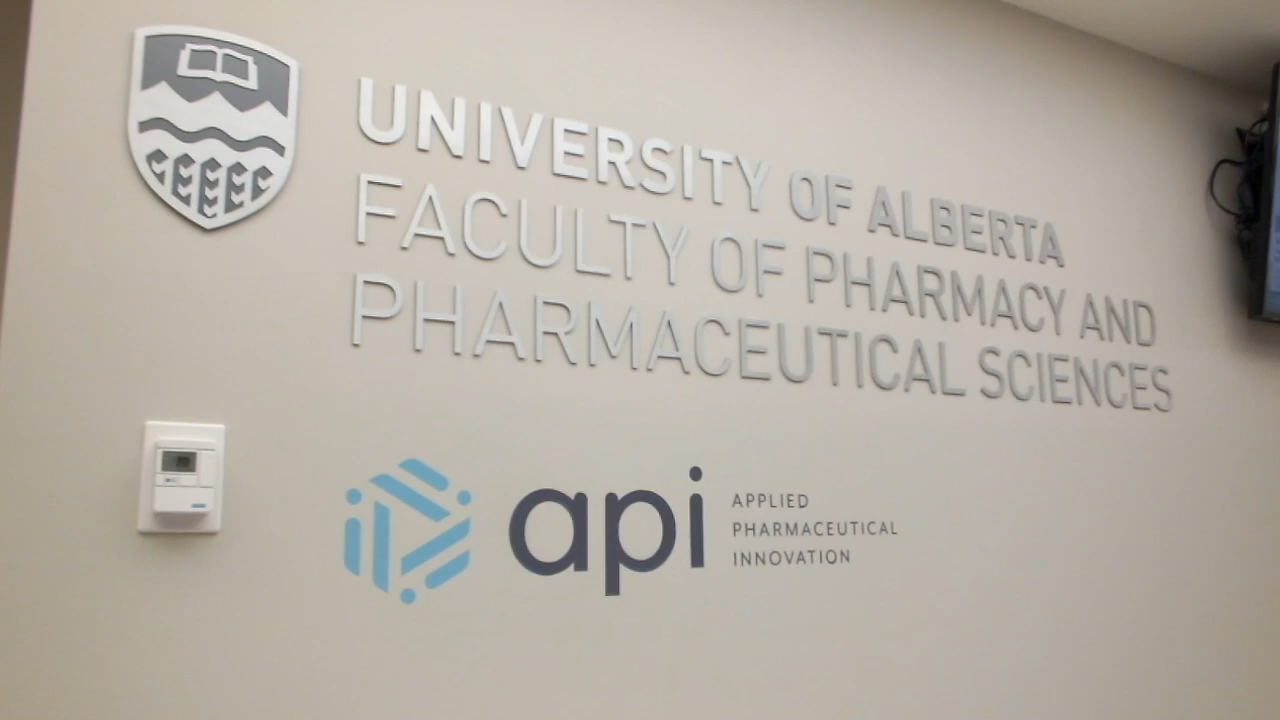 UNIVERSITY OF ALBERTA
FACULTY OF PHARMACY AND
PHARMACEUTICAL SCIENCES
api
APPLIED
PHARMACEUTICAL
INNOVATION